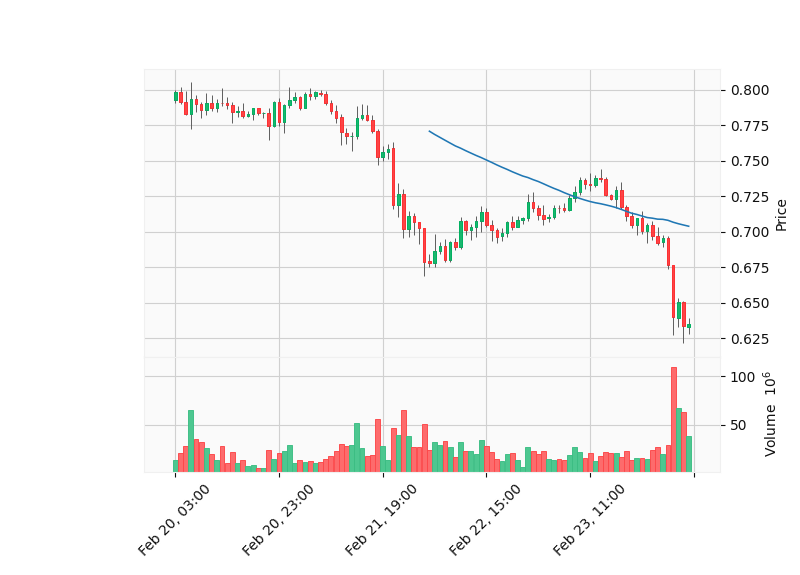 0.800
0.775
0.750
0.725
0.700
0.675
0.650
0.625
Price
100
50
Volume 10⁶
Feb 20, 03:00
Feb 20, 23:00
Feb 21, 19:00
Feb 22, 15:00
Feb 23, 11:00